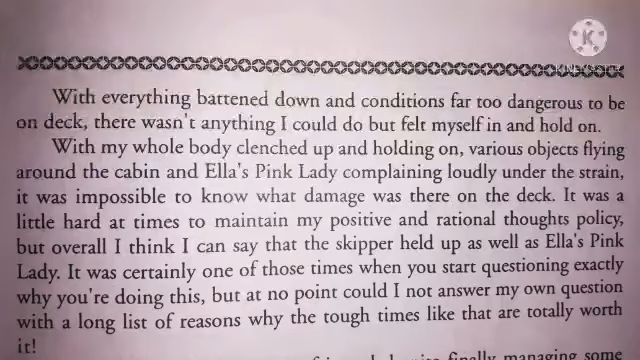 K
KINEMASTER
With everything battened down and conditions far too dangerous to be
on deck, there wasn't anything I could do but felt myself in and hold on.
With my whole body clenched up and holding on, various objects flying
around the cabin and Ella's Pink Lady complaining loudly under the strain,
it was impossible to know what damage was there on the deck. It was a
little hard at times to maintain my positive and rational thoughts policy,
but overall I think I can say that the skipper held up as well as Ella's Pink
Lady. It was certainly one of those times when you start questioning exactly
why you're doing this, but at no point could I not answer my own question
with a long list of reasons why the tough times like that are totally worth
it!
finally managing some